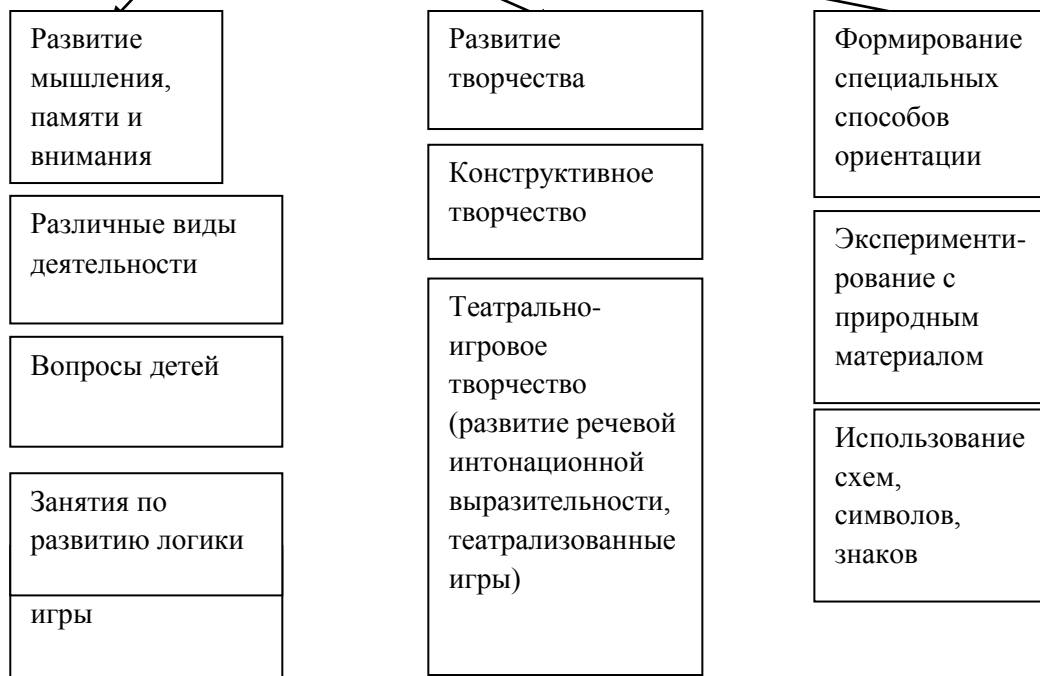 Развитие
мышления,
памяти и
внимания
Различные виды
деятельности
Вопросы детей
Занятия по
развитию логики
игры
Развитие
творчества
Конструктивное
творчество
Театрально-
игровое
творчество
(развитие речевой
интонационной
выразительности,
театрализованные
игры)
Формирование
специальных
способов
ориентации
Эксперименти-
рование с
природным
материалом
Использование
схем,
символов,
знаков